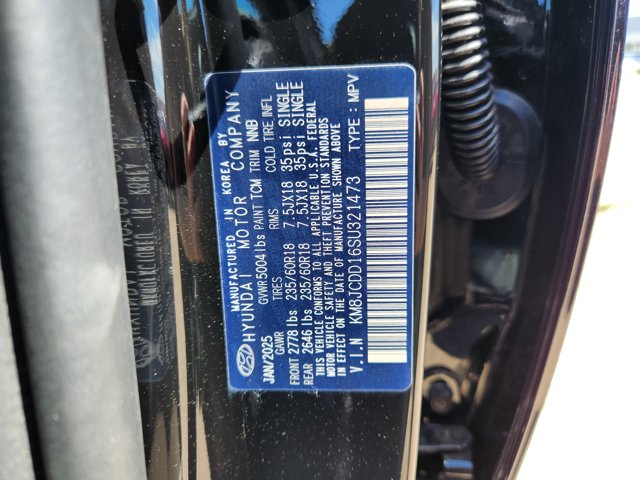 MANUFACTURED IN KOREA BY
HYUNDAI MOTOR COMPANY
JAN/2025 GVWR 5004 lbs PAINT TCM TRIM NNB
GAWR TIRES RIMS COLD TIRE INFL
FRONT 2778 lbs 235/60R18 7.5JX18 35psi SINGLE
REAR 2646 lbs 235/60R18 7.5JX18 35psi SINGLE
THIS VEHICLE CONFORMS TO ALL APPLICABLE U.S.A. FEDERAL
MOTOR VEHICLE SAFETY AND THEFT PREVENTION STANDARDS
IN EFFECT ON THE DATE OF MANUFACTURE SHOWN ABOVE
V.I.N KM8JCDD16SU321473 TYPE : MPV